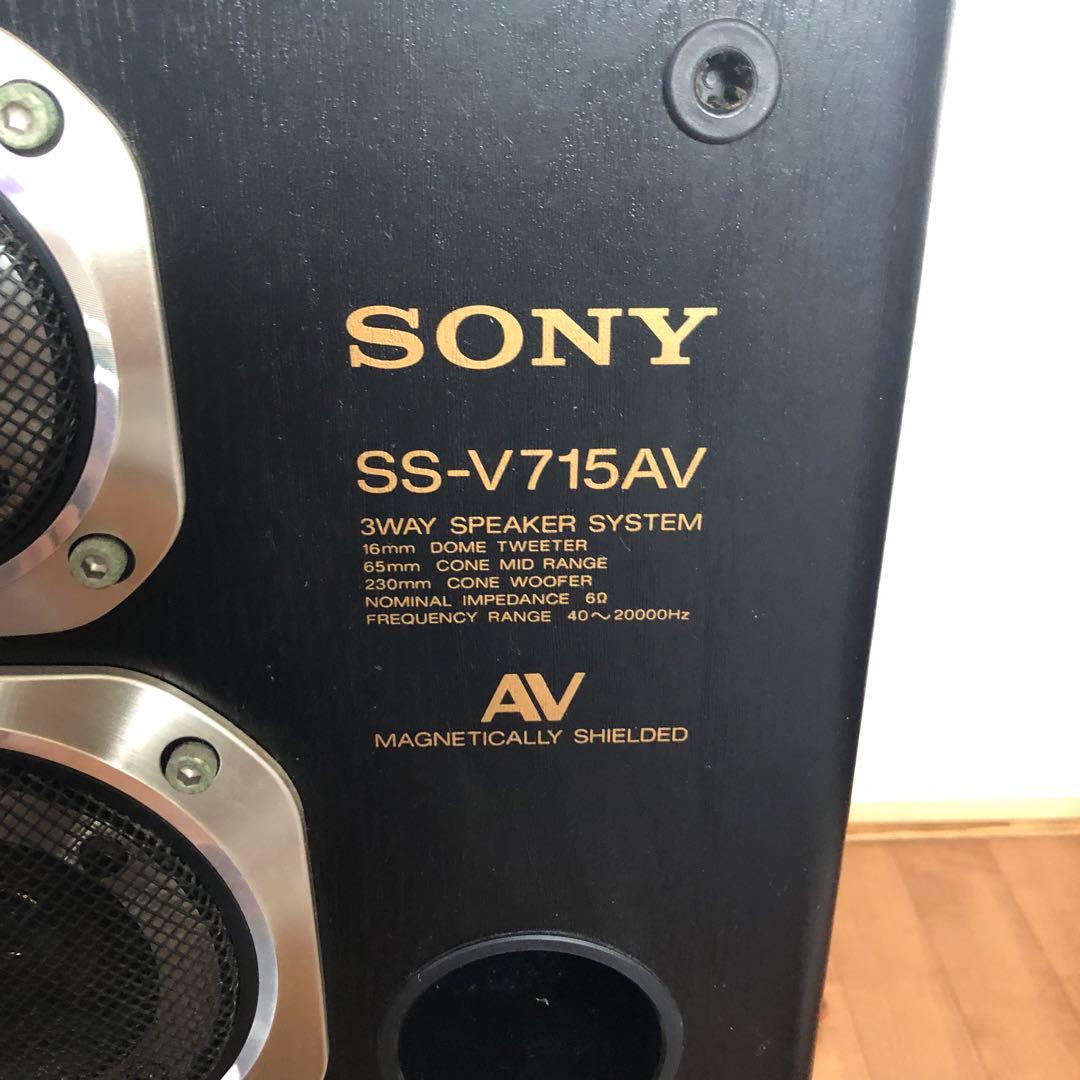 SONY
SS-V715AV
3WAY SPEAKER SYSTEM
16mm DOME TWEETER
65mm CONE MID RANGE
230mm CONE WOOFER
NOMINAL IMPEDANCE 6Ω
FREQUENCY RANGE 40～20000Hz
AV
MAGNETICALLY SHIELDED